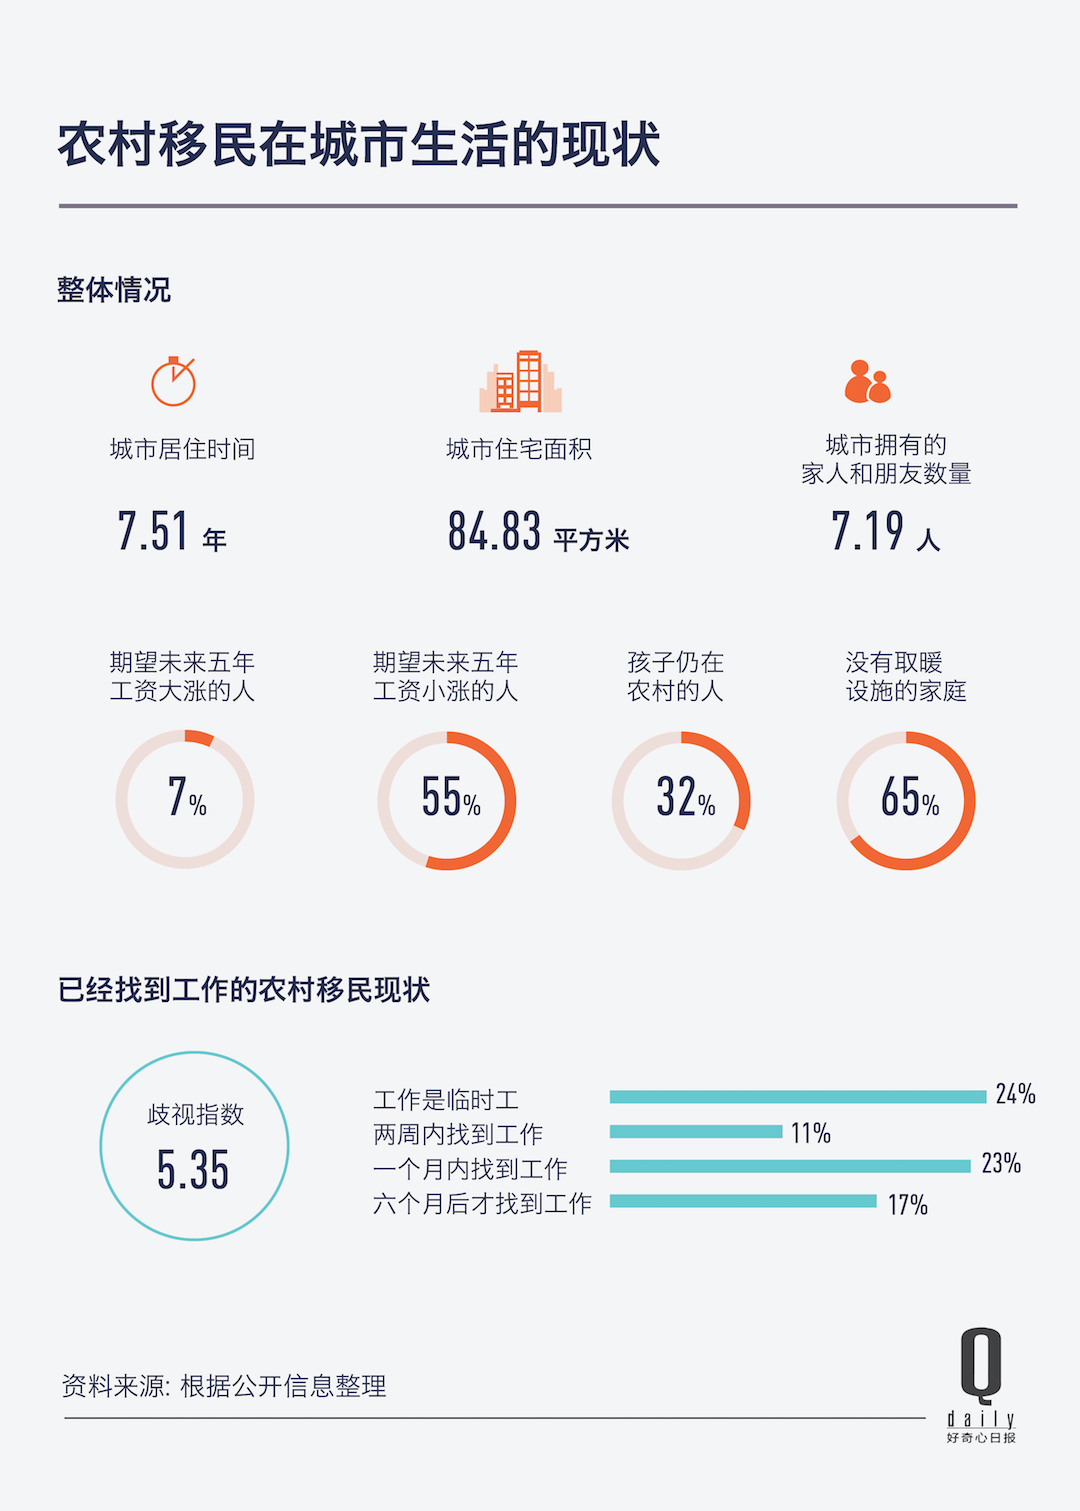 农村移民在城市生活的现状
整体情况
城市居住时间
7.51 年
城市住宅面积
84.83 平方米
城市拥有的
家人和朋友数量
7.19 人
期望未来五年
工资大涨的人
7%
期望未来五年
工资小涨的人
55%
孩子仍在
农村的人
32%
没有取暖
设施的家庭
65%
已经找到工作的农村移民现状
歧视指数
5.35
工作是临时工 24%
两周内找到工作 11%
一个月内找到工作 23%
六个月后才找到工作 17%
资料来源: 根据公开信息整理
Q
daily
好奇心日报